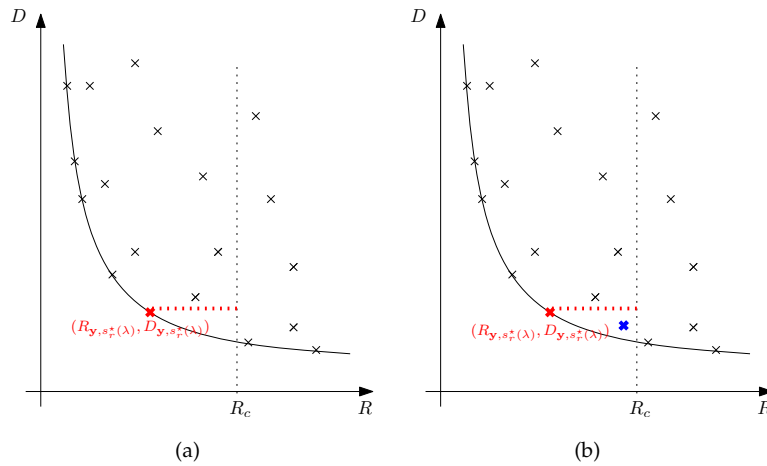 D
(R_{𝐲,s_r^⋆(λ)}, D_{𝐲,s_r^⋆(λ)})
R_c
R
(a)
D
(R_{𝐲,s_r^⋆(λ)}, D_{𝐲,s_r^⋆(λ)})
R_c
R
(b)